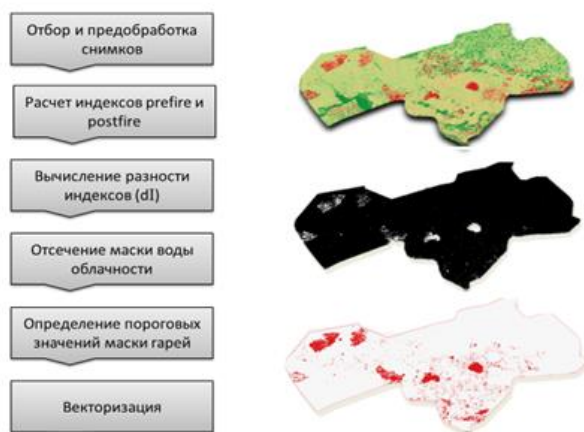 Отбор и предобработка
снимков
Расчет индексов prefire и
postfire
Вычисление разности
индексов (dI)
Отсечение маски воды
облачности
Определение пороговых
значений маски гарей
Векторизация